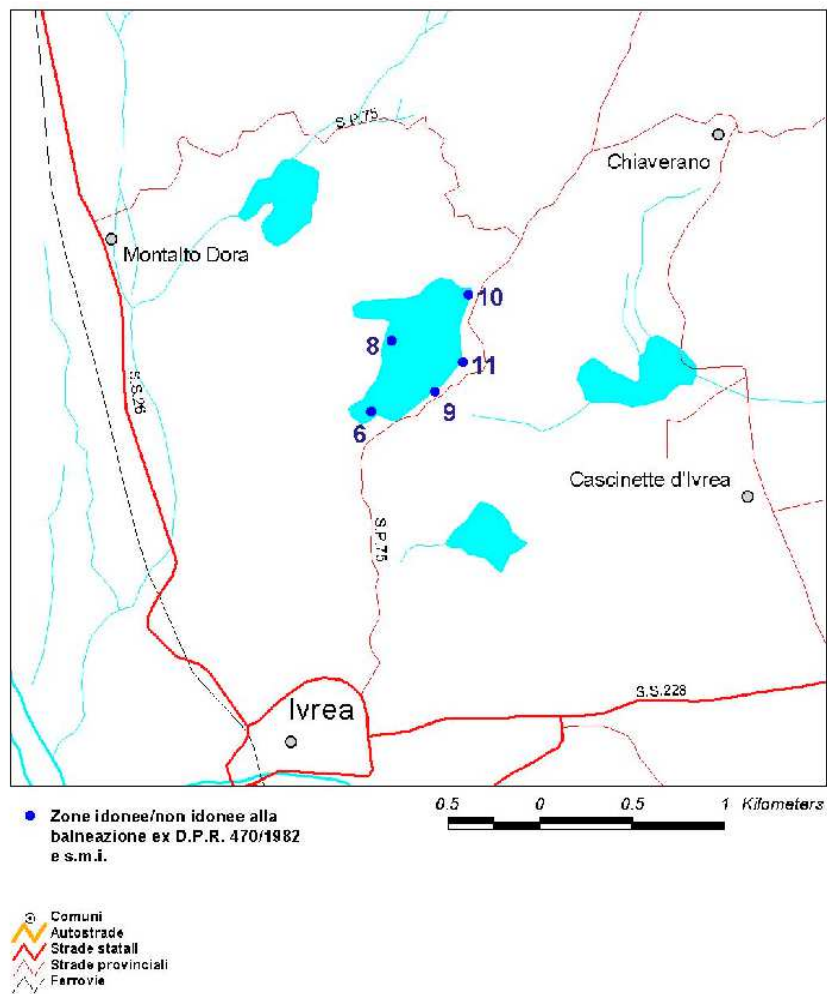 S.P.75
Chiaverano
Montalto Dora
10
8
11
S.S.26
9
6
Cascinette d'Ivrea
S.P.75
S.S.228
Ivrea
Zone idonee/non idonee alla
balneazione ex D.P.R. 470/1982
e s.m.i.
0.5 0 0.5 1 Kilometers
Comuni
Autostrade
Strade statali
Strade provinciali
Ferrovie